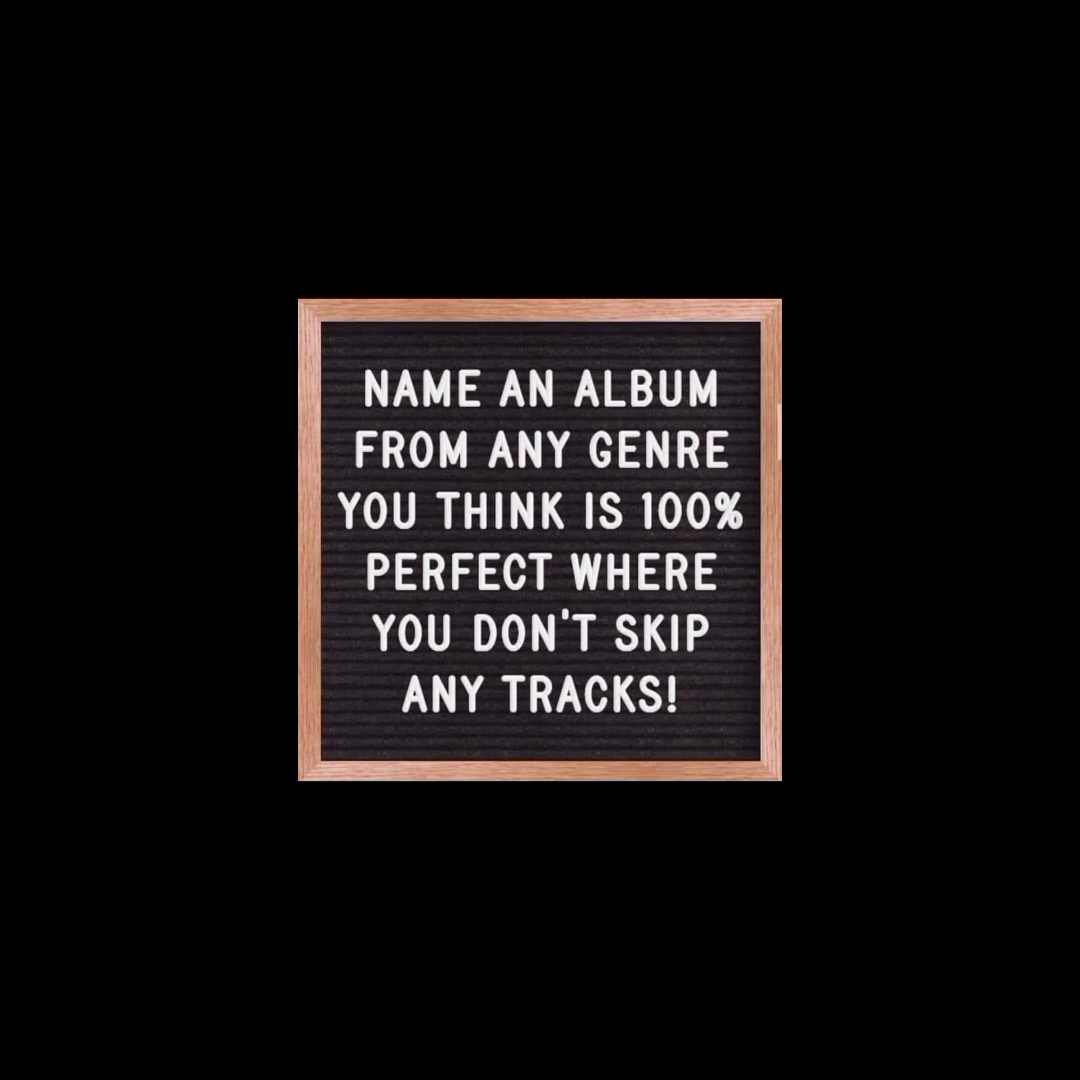 NAME AN ALBUM
FROM ANY GENRE
YOU THINK IS 100%
PERFECT WHERE
YOU DON'T SKIP
ANY TRACKS!